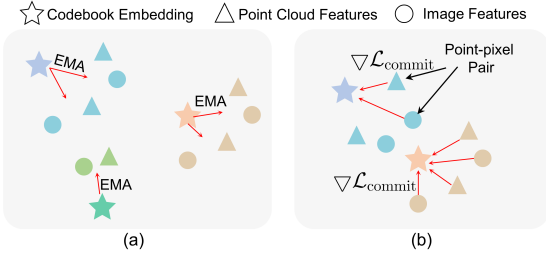 Codebook Embedding Point Cloud Features Image Features
EMA
EMA
EMA
(a)
▽ℒcommit
Point-pixel
Pair
▽ℒcommit
(b)